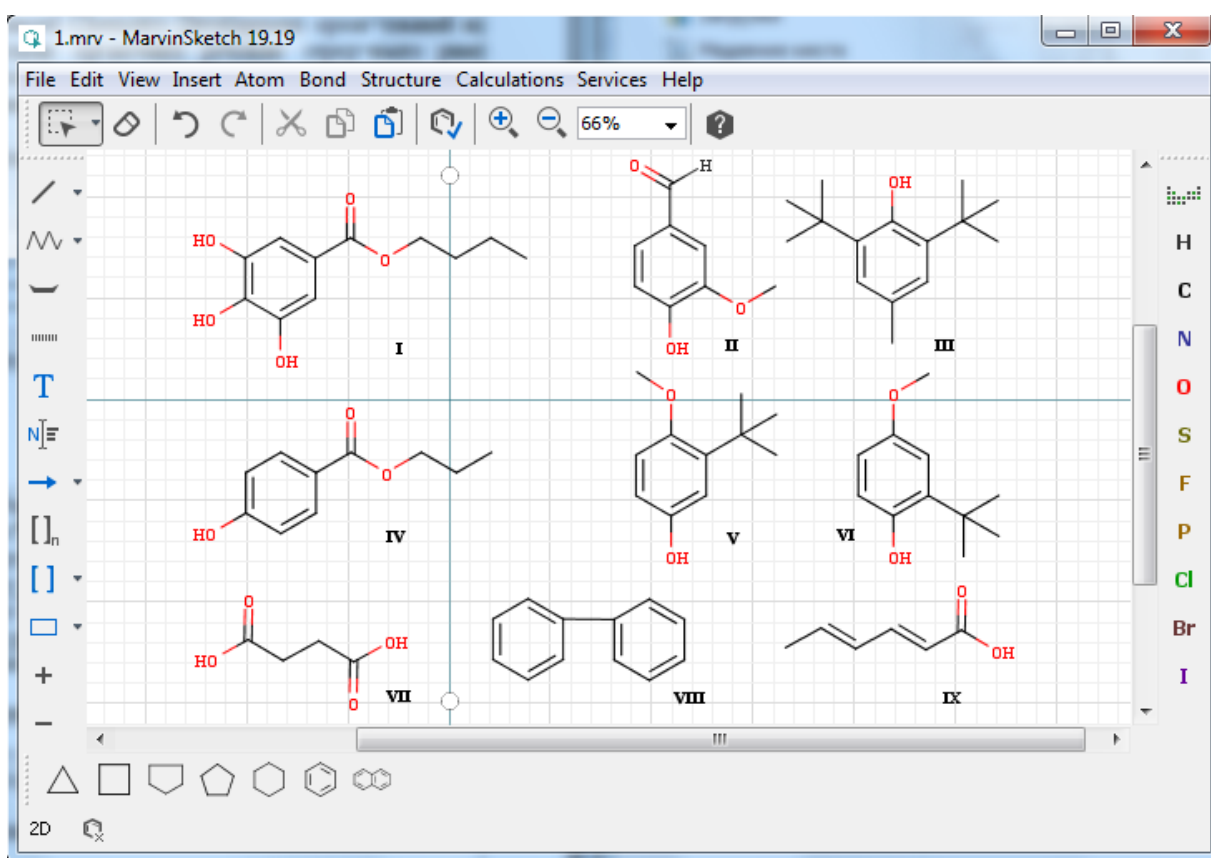 1.mrv - MarvinSketch 19.19
File Edit View Insert Atom Bond Structure Calculations Services Help
66%
?
O
HO
O
HO
OH
I
O
H
O
OH
II
OH
III
O
O
HO
IV
O
OH
V
O
OH
VI
O
HO
OH
O
VII
VIII
O
OH
IX
T
N
[ ]n
[ ]
+
−
H
C
N
O
S
F
P
Cl
Br
I
2D